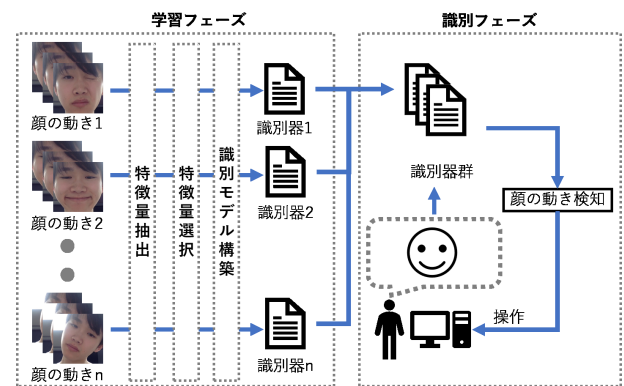 学習フェーズ
識別フェーズ
顔の動き1
顔の動き2
顔の動きn
特徴量抽出
特徴量選択
識別モデル構築
識別器1
識別器2
識別器n
識別器群
顔の動き検知
操作